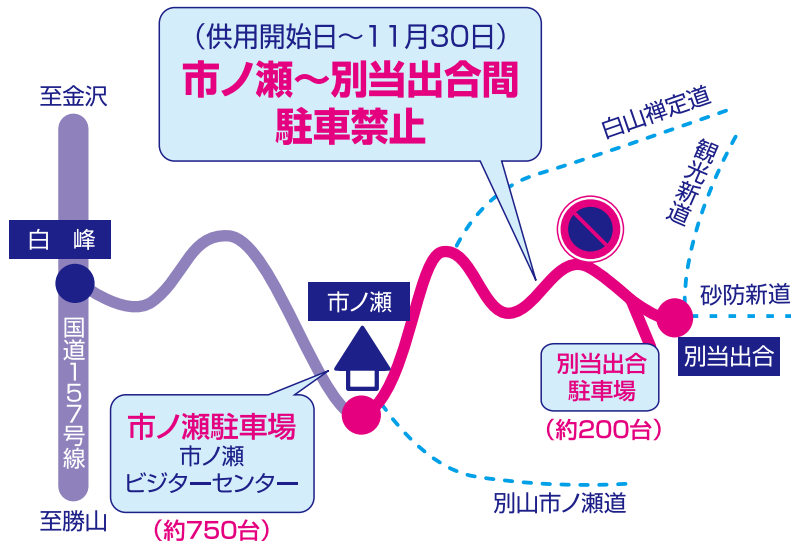 （供用開始日～11月30日）
市ノ瀬～別当出合間
駐車禁止
至金沢
白山禅定道
観光新道
白　峰
市ノ瀬
砂防新道
別当出合
国道157号線
別当出合
駐車場
（約200台）
市ノ瀬駐車場
市ノ瀬
ビジターセンター
（約750台）
別山市ノ瀬道
至勝山